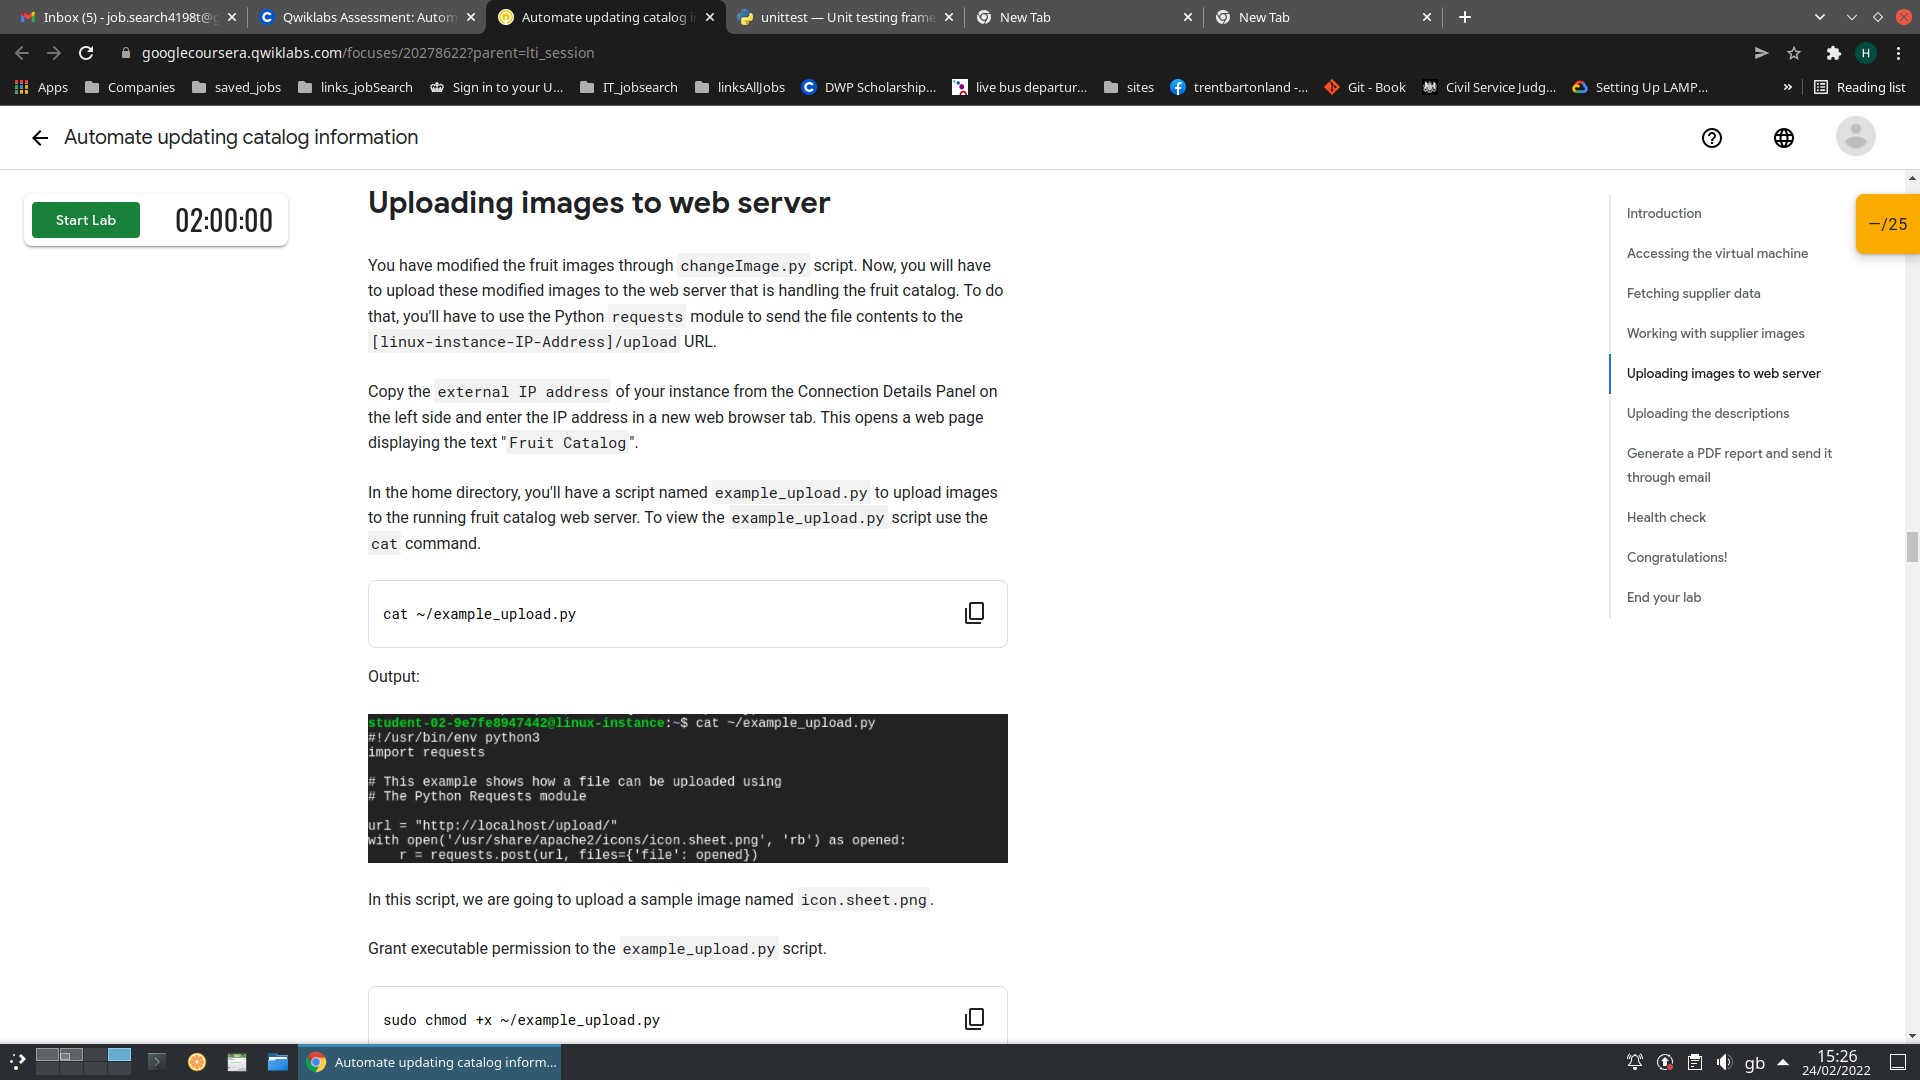 Inbox (5) - job.search4198t@g
Qwiklabs Assessment: Autom
Automate updating catalog i
unittest — Unit testing frame
New Tab
New Tab
googlecoursera.qwiklabs.com/focuses/20278622?parent=lti_session
H
Apps
Companies
saved_jobs
links_jobSearch
Sign in to your U...
IT_jobsearch
linksAllJobs
DWP Scholarship...
live bus departur...
sites
trentbartonland -...
Git - Book
Civil Service Judg...
Setting Up LAMP...
»
Reading list
Automate updating catalog information
Start Lab
02:00:00
Uploading images to web server
You have modified the fruit images through changeImage.py script. Now, you will have
to upload these modified images to the web server that is handling the fruit catalog. To do
that, you'll have to use the Python requests module to send the file contents to the
[linux-instance-IP-Address]/upload URL.
Copy the external IP address of your instance from the Connection Details Panel on
the left side and enter the IP address in a new web browser tab. This opens a web page
displaying the text "Fruit Catalog".
In the home directory, you'll have a script named example_upload.py to upload images
to the running fruit catalog web server. To view the example_upload.py script use the
cat command.
cat ~/example_upload.py
Output:
student-02-9e7fe8947442@linux-instance:~$ cat ~/example_upload.py
#!/usr/bin/env python3
import requests
# This example shows how a file can be uploaded using
# The Python Requests module
url = "http://localhost/upload/"
with open('/usr/share/apache2/icons/icon.sheet.png', 'rb') as opened:
    r = requests.post(url, files={'file': opened})
In this script, we are going to upload a sample image named icon.sheet.png.
Grant executable permission to the example_upload.py script.
sudo chmod +x ~/example_upload.py
Introduction
Accessing the virtual machine
Fetching supplier data
Working with supplier images
Uploading images to web server
Uploading the descriptions
Generate a PDF report and send it
through email
Health check
Congratulations!
End your lab
—/25
Automate updating catalog inform...
gb
15:26
24/02/2022